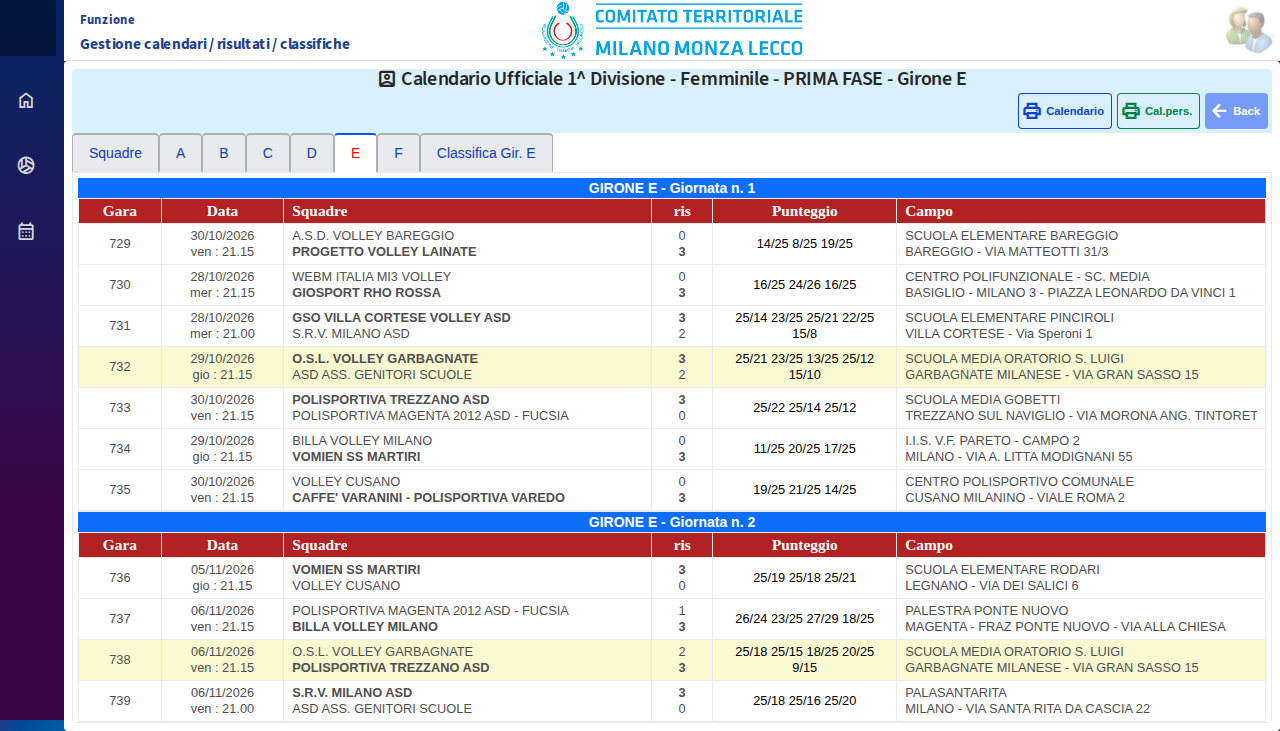 Funzione
Gestione calendari / risultati / classifiche
COMITATO TERRITORIALE
MILANO MONZA LECCO
Calendario Ufficiale 1^ Divisione - Femminile - PRIMA FASE - Girone E
Calendario Cal.pers. Back
Squadre A B C D E F Classifica Gir. E
GIRONE E - Giornata n. 1
Gara Data Squadre ris Punteggio Campo
729 30/10/2026 ven : 21.15 A.S.D. VOLLEY BAREGGIO 0 14/25 8/25 19/25 SCUOLA ELEMENTARE BAREGGIO
PROGETTO VOLLEY LAINATE 3 BAREGGIO - VIA MATTEOTTI 31/3
730 28/10/2026 mer : 21.15 WEBM ITALIA MI3 VOLLEY 0 16/25 24/26 16/25 CENTRO POLIFUNZIONALE - SC. MEDIA
GIOSPORT RHO ROSSA 3 BASIGLIO - MILANO 3 - PIAZZA LEONARDO DA VINCI 1
731 28/10/2026 mer : 21.00 GSO VILLA CORTESE VOLLEY ASD 3 25/14 23/25 25/21 22/25 15/8 SCUOLA ELEMENTARE PINCIROLI
S.R.V. MILANO ASD 2 VILLA CORTESE - Via Speroni 1
732 29/10/2026 gio : 21.15 O.S.L. VOLLEY GARBAGNATE 3 25/21 23/25 13/25 25/12 15/10 SCUOLA MEDIA ORATORIO S. LUIGI
ASD ASS. GENITORI SCUOLE 2 GARBAGNATE MILANESE - VIA GRAN SASSO 15
733 30/10/2026 ven : 21.15 POLISPORTIVA TREZZANO ASD 3 25/22 25/14 25/12 SCUOLA MEDIA GOBETTI
POLISPORTIVA MAGENTA 2012 ASD - FUCSIA 0 TREZZANO SUL NAVIGLIO - VIA MORONA ANG. TINTORET
734 29/10/2026 gio : 21.15 BILLA VOLLEY MILANO 0 11/25 20/25 17/25 I.I.S. V.F. PARETO - CAMPO 2
VOMIEN SS MARTIRI 3 MILANO - VIA A. LITTA MODIGNANI 55
735 30/10/2026 ven : 21.15 VOLLEY CUSANO 0 19/25 21/25 14/25 CENTRO POLISPORTIVO COMUNALE
CAFFE' VARANINI - POLISPORTIVA VAREDO 3 CUSANO MILANINO - VIALE ROMA 2
GIRONE E - Giornata n. 2
Gara Data Squadre ris Punteggio Campo
736 05/11/2026 gio : 21.15 VOMIEN SS MARTIRI 3 25/19 25/18 25/21 SCUOLA ELEMENTARE RODARI
VOLLEY CUSANO 0 LEGNANO - VIA DEI SALICI 6
737 06/11/2026 ven : 21.15 POLISPORTIVA MAGENTA 2012 ASD - FUCSIA 1 26/24 23/25 27/29 18/25 PALESTRA PONTE NUOVO
BILLA VOLLEY MILANO 3 MAGENTA - FRAZ PONTE NUOVO - VIA ALLA CHIESA
738 06/11/2026 ven : 21.15 O.S.L. VOLLEY GARBAGNATE 2 25/18 25/15 18/25 20/25 9/15 SCUOLA MEDIA ORATORIO S. LUIGI
POLISPORTIVA TREZZANO ASD 3 GARBAGNATE MILANESE - VIA GRAN SASSO 15
739 06/11/2026 ven : 21.00 S.R.V. MILANO ASD 3 25/18 25/16 25/20 PALASANTARITA
ASD ASS. GENITORI SCUOLE 0 MILANO - VIA SANTA RITA DA CASCIA 22